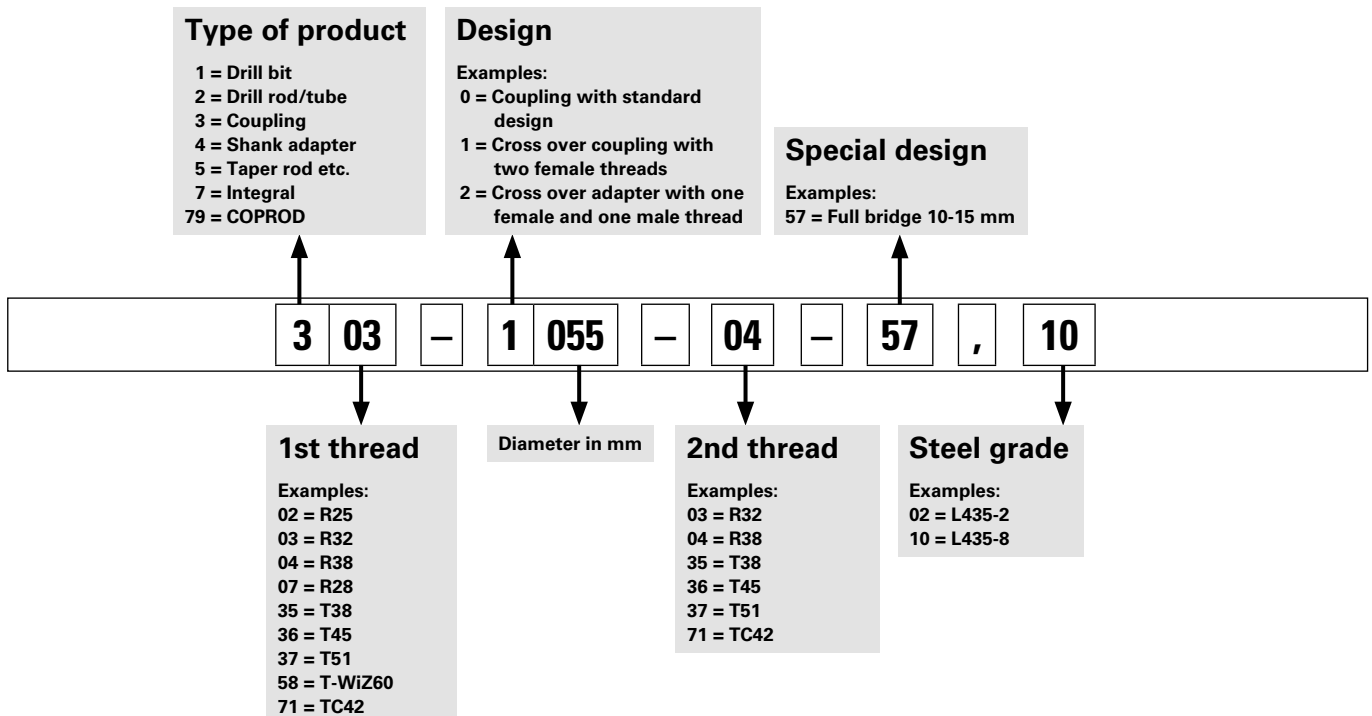 Type of product
1 = Drill bit
2 = Drill rod/tube
3 = Coupling
4 = Shank adapter
5 = Taper rod etc.
7 = Integral
79 = COPROD
Design
Examples:
0 = Coupling with standard
design
1 = Cross over coupling with
two female threads
2 = Cross over adapter with one
female and one male thread
Special design
Examples:
57 = Full bridge 10-15 mm
3 03 – 1 055 – 04 – 57 , 10
1st thread
Examples:
02 = R25
03 = R32
04 = R38
07 = R28
35 = T38
36 = T45
37 = T51
58 = T-WiZ60
71 = TC42
Diameter in mm
2nd thread
Examples:
03 = R32
04 = R38
35 = T38
36 = T45
37 = T51
71 = TC42
Steel grade
Examples:
02 = L435-2
10 = L435-8